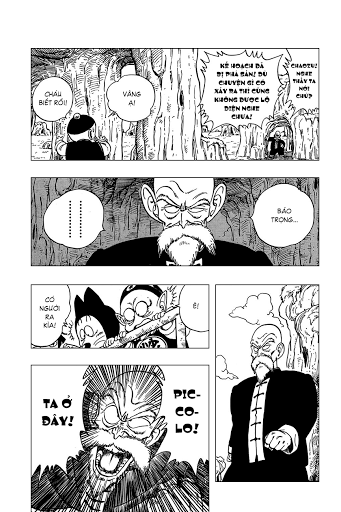 CHAOZU!
NGHE
THẦY TA
NÓI
CHỨ?
KẾ HOẠCH ĐÃ
BỊ PHÁ SẢN! DÙ
CHUYỆN GÌ CÓ
XẢY RA THÌ CŨNG
KHÔNG ĐƯỢC LỘ
DIỆN NGHE
CHƯA!
VÂNG
Ạ!
CHÁU
BIẾT RỒI!
BÁO
TRỌNG...
.......
Ê!
CÓ
NGƯỜI
RA
KÌA!
PIC-
CO-
LO!
TA Ở
ĐÂY!